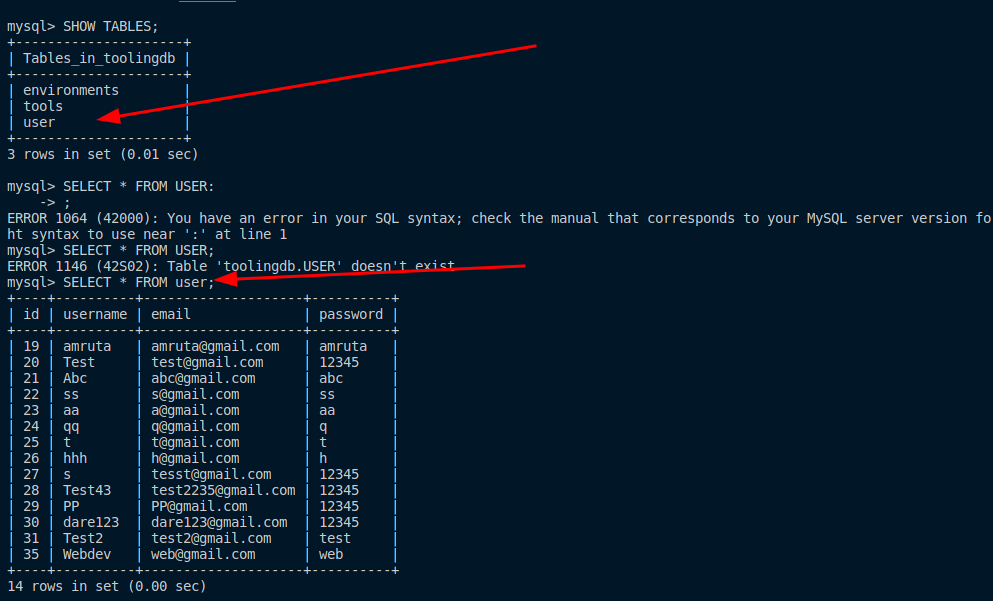 mysql> SHOW TABLES;
+---------------------+
| Tables_in_toolingdb |
+---------------------+
| environments        |
| tools               |
| user                |
+---------------------+
3 rows in set (0.01 sec)
mysql> SELECT * FROM USER:
    -> ;
ERROR 1064 (42000): You have an error in your SQL syntax; check the manual that corresponds to your MySQL server version fo
ht syntax to use near ':' at line 1
mysql> SELECT * FROM USER;
ERROR 1146 (42S02): Table 'toolingdb.USER' doesn't exist
mysql> SELECT * FROM user;
+----+----------+--------------------+----------+
| id | username | email              | password |
+----+----------+--------------------+----------+
| 19 | amruta   | amruta@gmail.com   | amruta   |
| 20 | Test     | test@gmail.com     | 12345    |
| 21 | Abc      | abc@gmail.com      | abc      |
| 22 | ss       | s@gmail.com        | ss       |
| 23 | aa       | a@gmail.com        | aa       |
| 24 | qq       | q@gmail.com        | q        |
| 25 | t        | t@gmail.com        | t        |
| 26 | hhh      | h@gmail.com        | h        |
| 27 | s        | tesst@gmail.com    | 12345    |
| 28 | Test43   | test2235@gmail.com | 12345    |
| 29 | PP       | PP@gmail.com       | 12345    |
| 30 | dare123  | dare123@gmail.com  | 12345    |
| 31 | Test2    | test2@gmail.com    | test     |
| 35 | Webdev   | web@gmail.com      | web      |
+----+----------+--------------------+----------+
14 rows in set (0.00 sec)